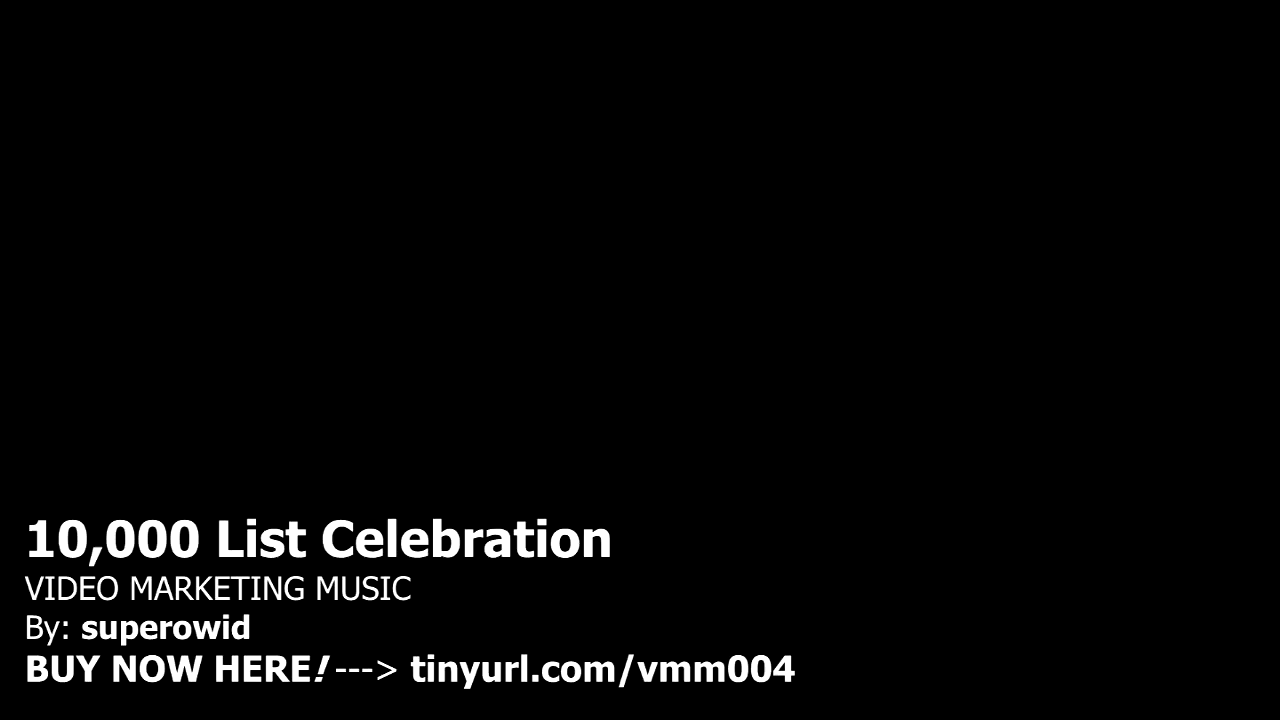 10,000 List Celebration
VIDEO MARKETING MUSIC
By: superowid
BUY NOW HERE! ---> tinyurl.com/vmm004